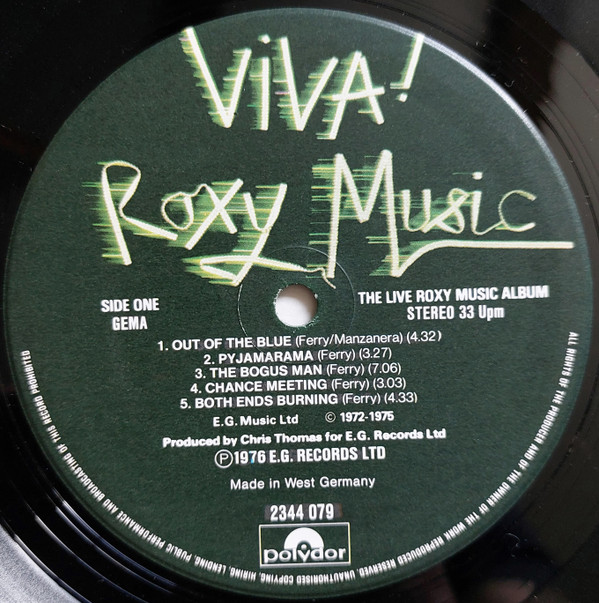 ViVA!
Roxy Music
SIDE ONE
GEMA
THE LIVE ROXY MUSIC ALBUM
STEREO 33 Upm
1. OUT OF THE BLUE (Ferry/Manzanera) (4.32)
2. PYJAMARAMA (Ferry) (3.27)
3. THE BOGUS MAN (Ferry) (7.06)
4. CHANCE MEETING (Ferry) (3.03)
5. BOTH ENDS BURNING (Ferry) (4.33)
E.G. Music Ltd © 1972-1975
Produced by Chris Thomas for E.G. Records Ltd
℗1976 E.G. RECORDS LTD
Made in West Germany
2344 079
polydor
ALL RIGHTS OF THE PRODUCER AND OF THE OWNER OF THE WORK REPRODUCED RESERVED. UNAUTHORISED COPYING, HIRING, LENDING, PUBLIC PERFORMANCE AND BROADCASTING OF THIS RECORD PROHIBITED